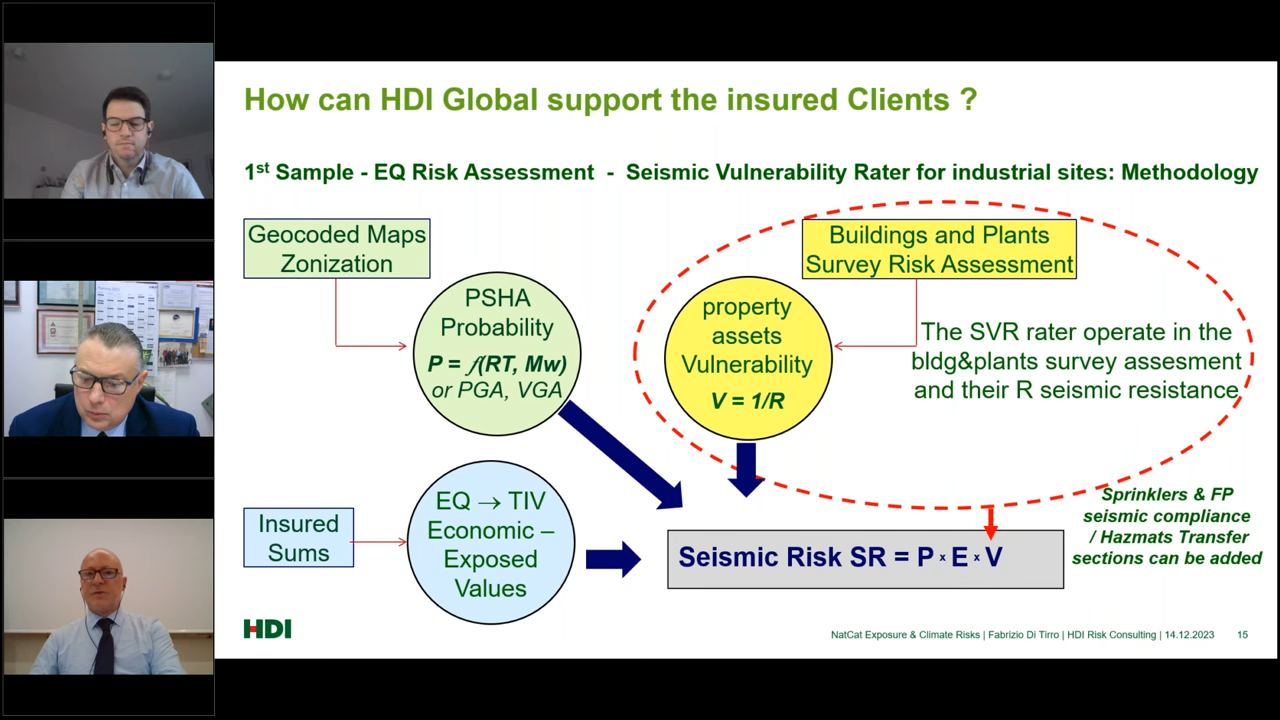 How can HDI Global support the insured Clients ?
1st Sample - EQ Risk Assessment - Seismic Vulnerability Rater for industrial sites: Methodology
Geocoded Maps
Zonization
PSHA
Probability
P = ƒ(RT, Mw)
or PGA, VGA
Buildings and Plants
Survey Risk Assessment
property
assets
Vulnerability
V = 1/R
The SVR rater operate in the
bldg&plants survey assesment
and their R seismic resistance
Insured
Sums
EQ → TIV
Economic –
Exposed
Values
Seismic Risk SR = P x E x V
Sprinklers & FP
seismic compliance
/ Hazmats Transfer
sections can be added
HDI
NatCat Exposure & Climate Risks | Fabrizio Di Tirro | HDI Risk Consulting | 14.12.2023 15